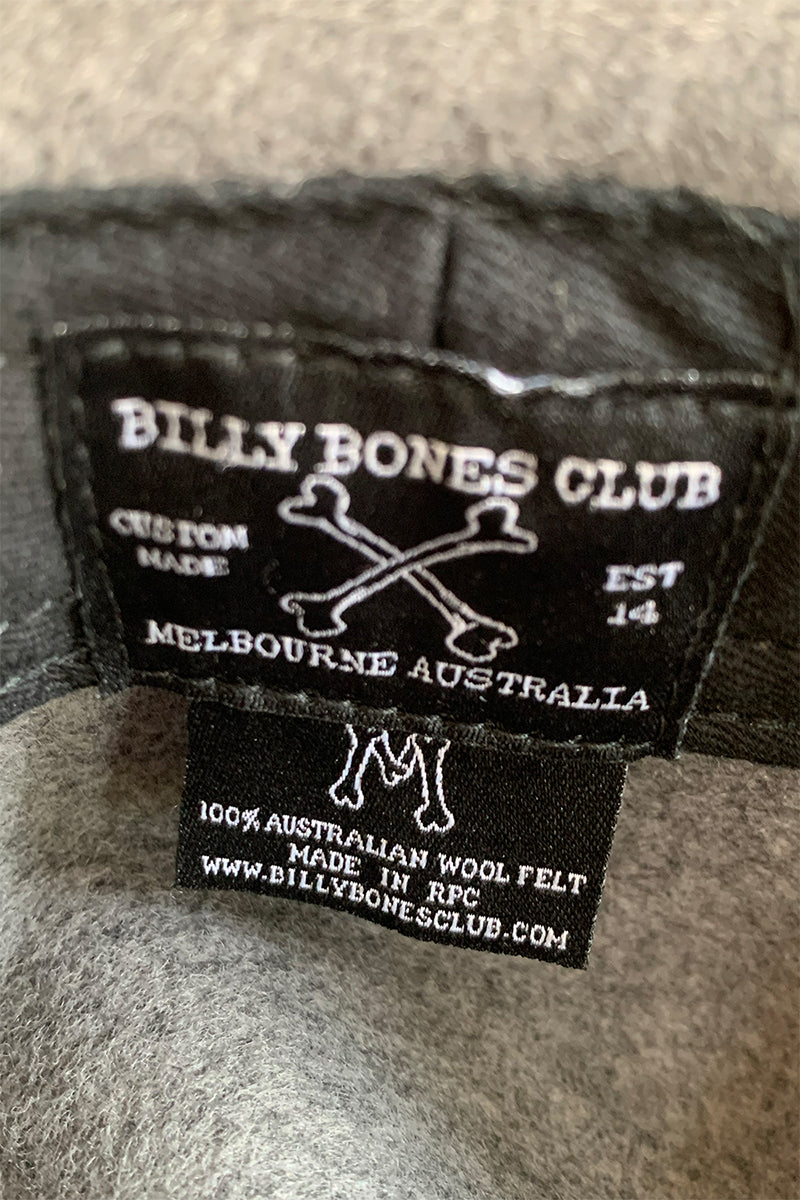 BILLY BONES CLUB
CUSTOM
MADE
EST
14
MELBOURNE AUSTRALIA
M
100% AUSTRALIAN WOOL FELT
MADE IN RPC
WWW.BILLYBONESCLUB.COM